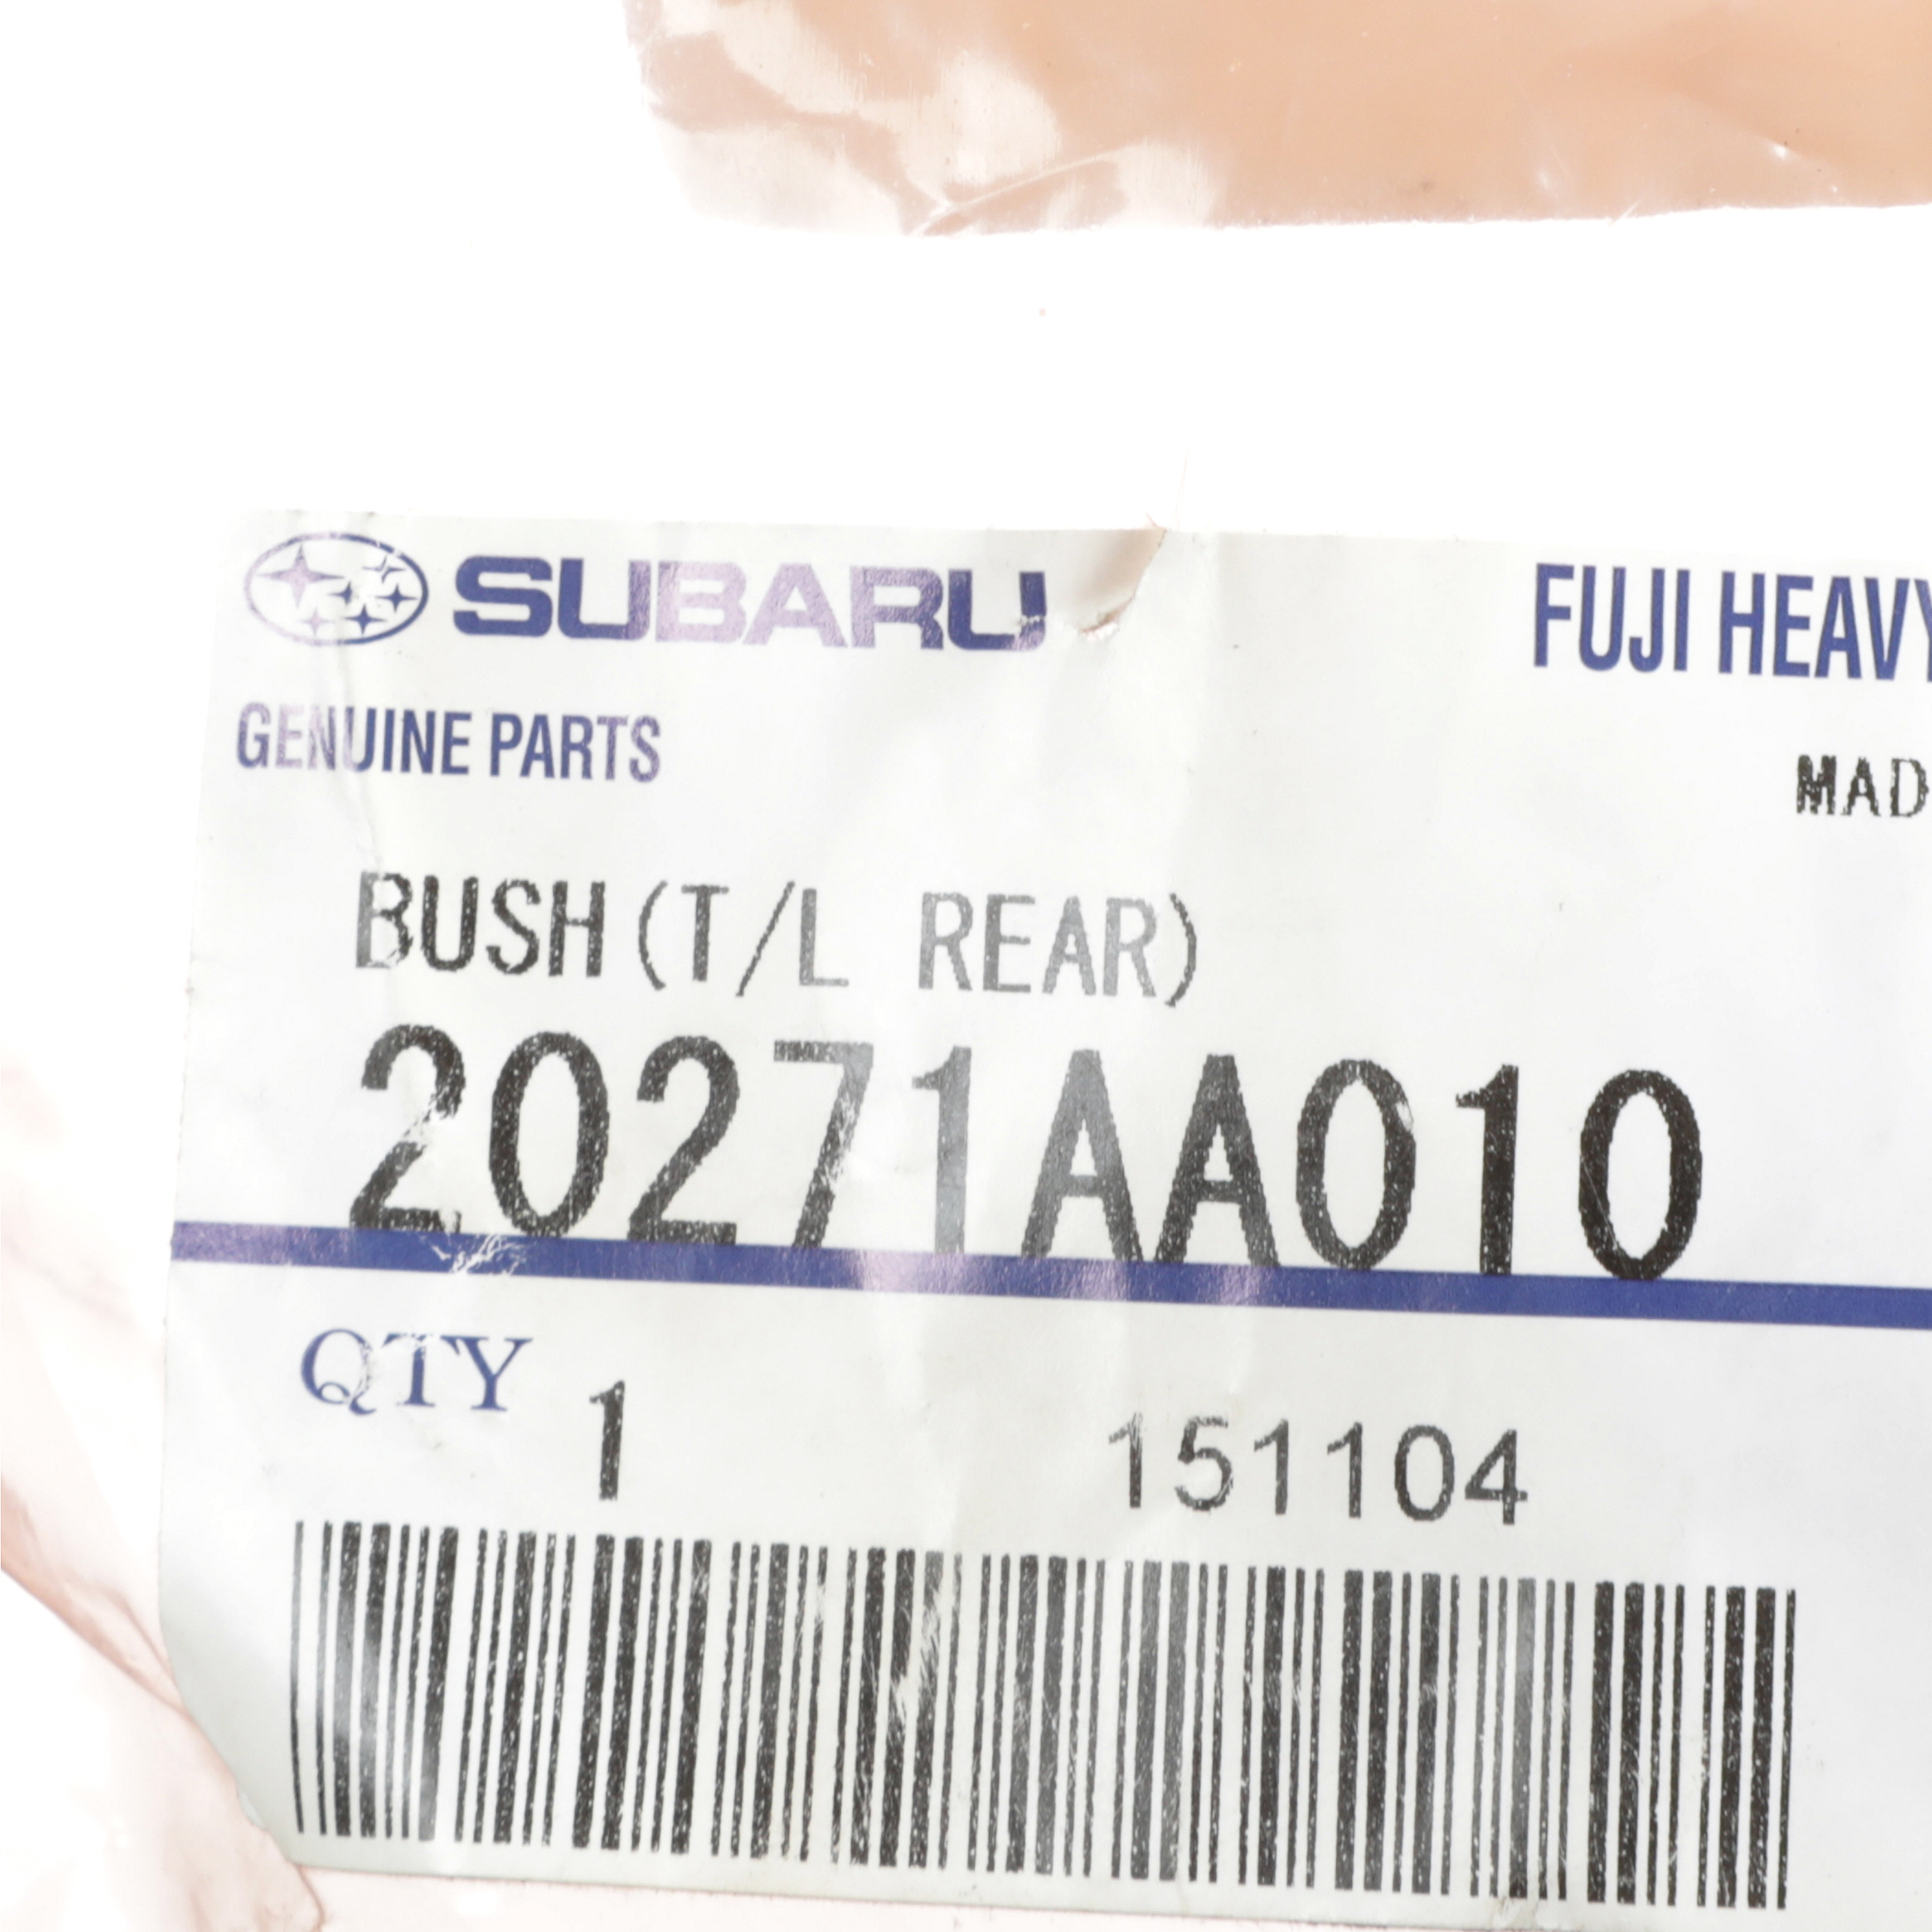 SUBARU
FUJI HEAVY
GENUINE PARTS
MAD
BUSH(T/L REAR)
20271AA010
QTY 1
151104